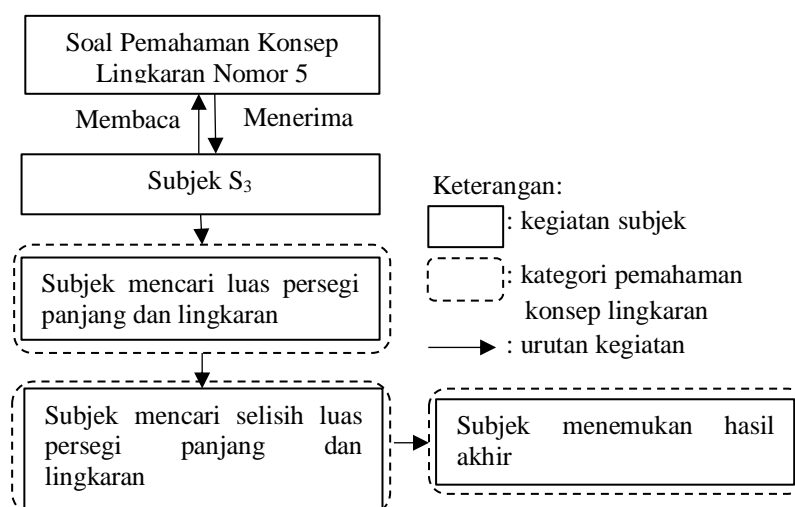 Soal Pemahaman Konsep
Lingkaran Nomor 5
Membaca
Menerima
Subjek S₃
Subjek mencari luas persegi
panjang dan lingkaran
Subjek mencari selisih luas
persegi panjang dan
lingkaran
Subjek menemukan hasil
akhir
Keterangan:
: kegiatan subjek
: kategori pemahaman
konsep lingkaran
: urutan kegiatan